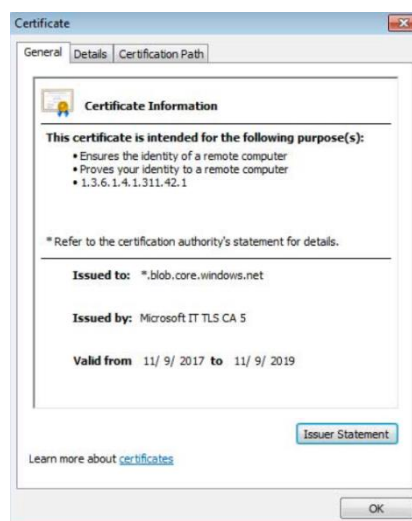 Certificate
General Details Certification Path
Certificate Information
This certificate is intended for the following purpose(s):
• Ensures the identity of a remote computer
• Proves your identity to a remote computer
• 1.3.6.1.4.1.311.42.1
* Refer to the certification authority's statement for details.
Issued to: *.blob.core.windows.net
Issued by: Microsoft IT TLS CA 5
Valid from 11/ 9/ 2017 to 11/ 9/ 2019
Issuer Statement
Learn more about certificates
OK